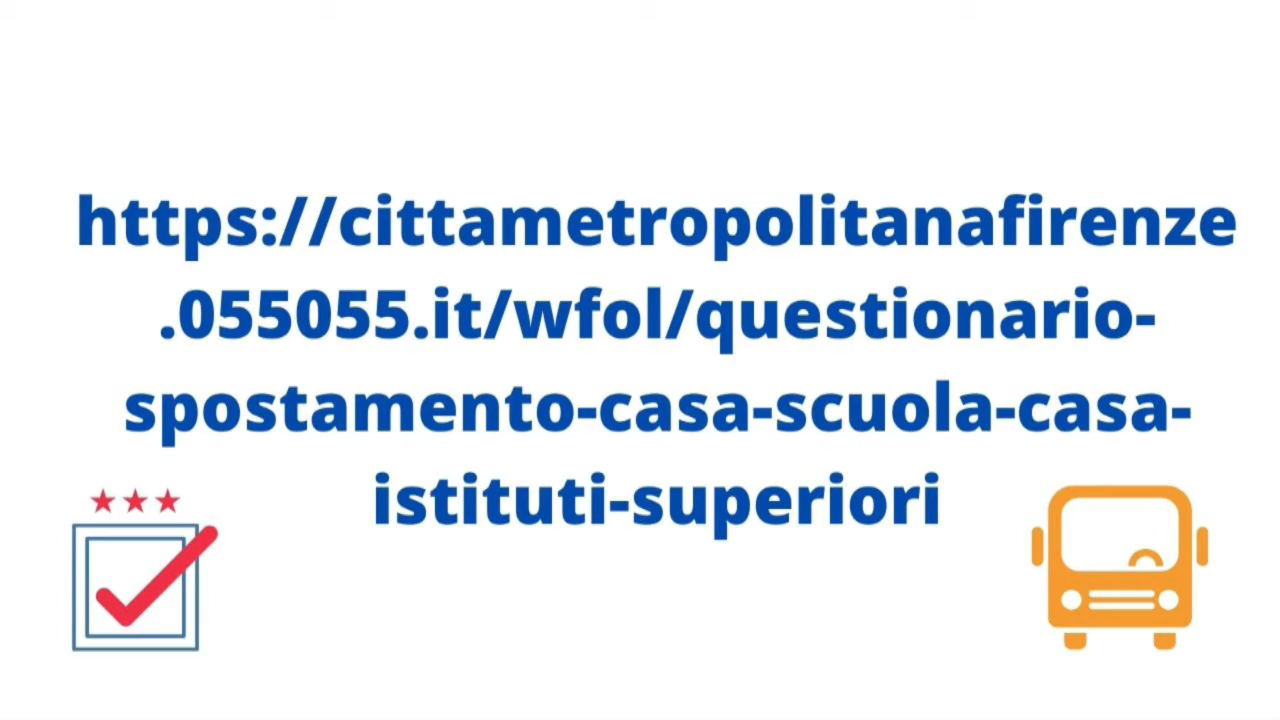 https://cittametropolitanafirenze
.055055.it/wfol/questionario-
spostamento-casa-scuola-casa-
istituti-superiori